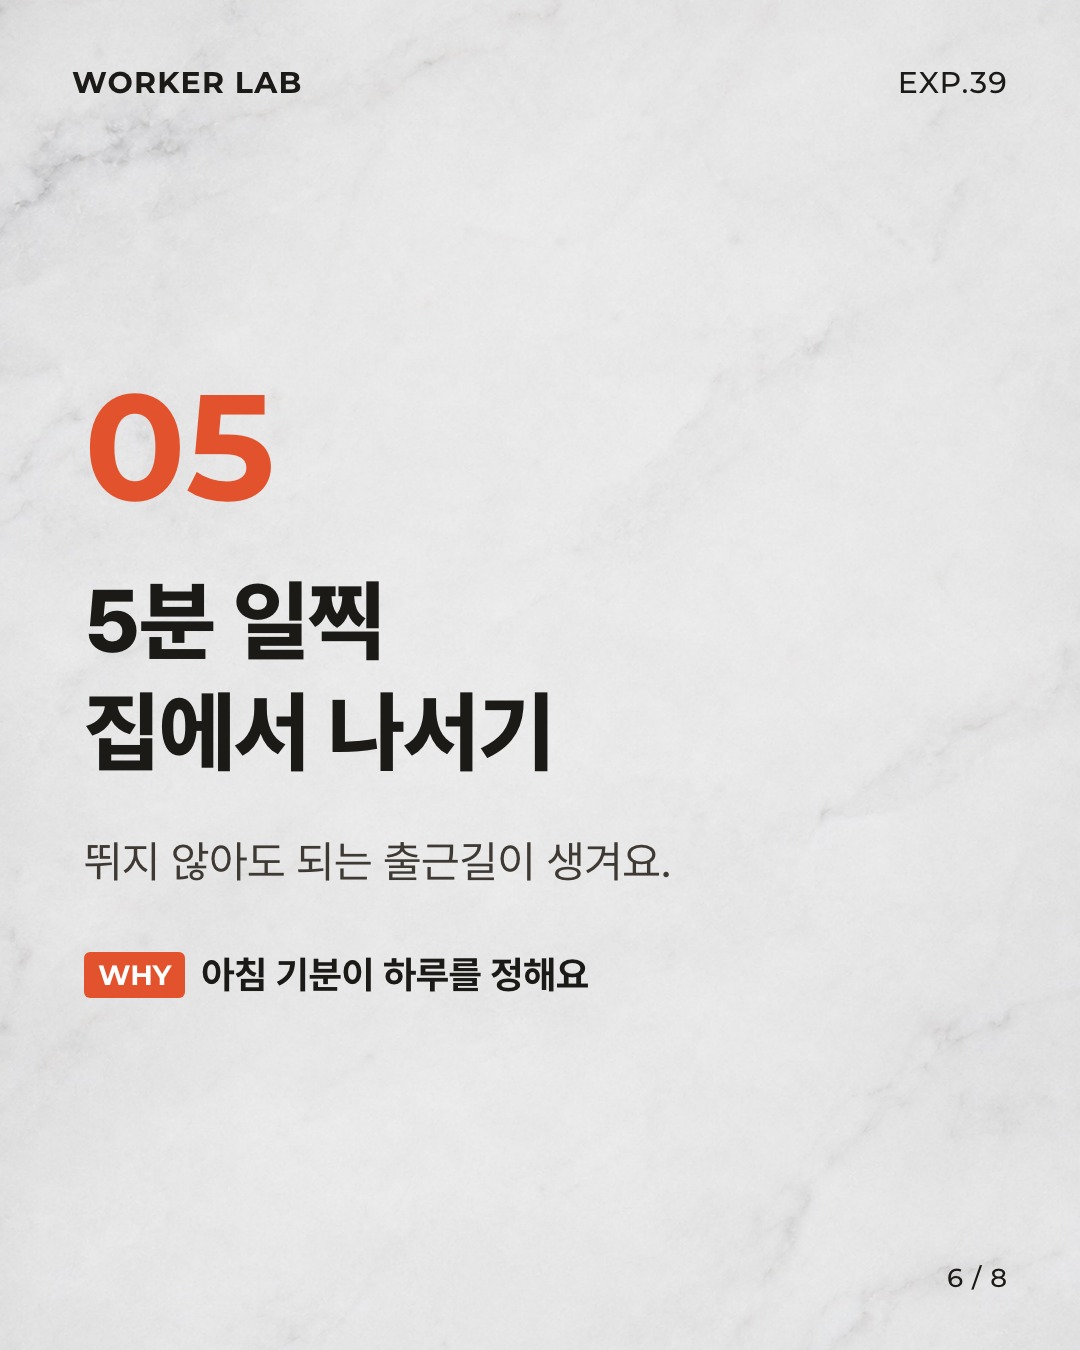 WORKER LAB
EXP.39
05
5분 일찍
집에서 나서기
뛰지 않아도 되는 출근길이 생겨요.
WHY 아침 기분이 하루를 정해요
6 / 8